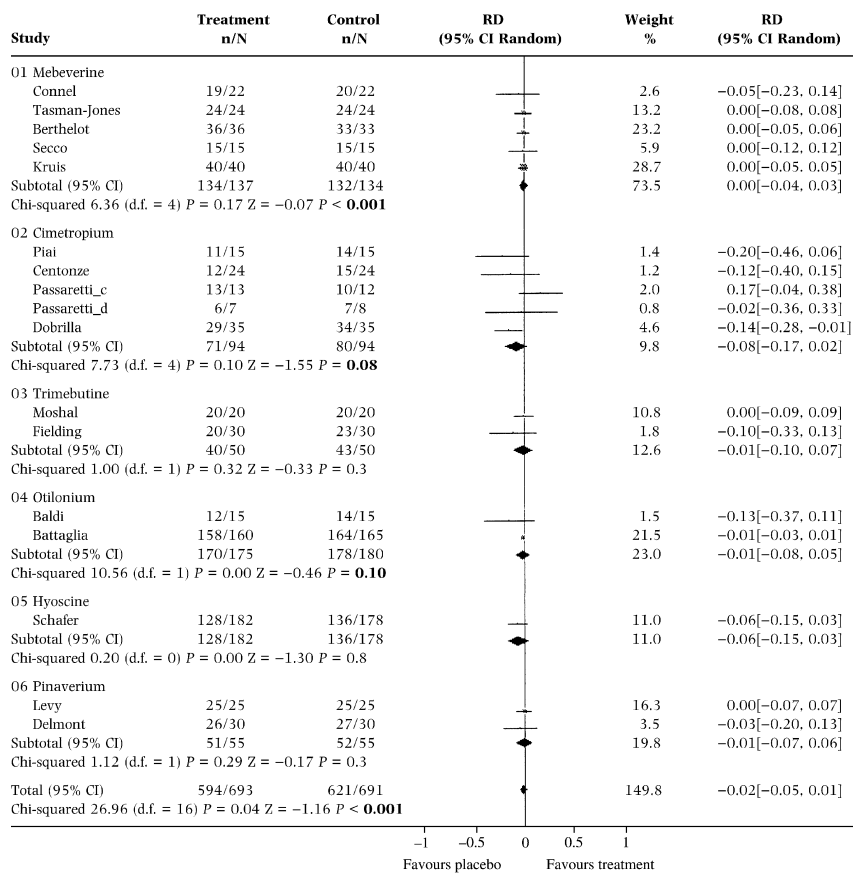 Treatment Control RD Weight RD
Study n/N n/N (95% CI Random) % (95% CI Random)
01 Mebeverine
Connel 19/22 20/22 2.6 −0.05[−0.23, 0.14]
Tasman-Jones 24/24 24/24 13.2 0.00[−0.08, 0.08]
Berthelot 36/36 33/33 23.2 0.00[−0.05, 0.06]
Secco 15/15 15/15 5.9 0.00[−0.12, 0.12]
Kruis 40/40 40/40 28.7 0.00[−0.05, 0.05]
Subtotal (95% CI) 134/137 132/134 73.5 0.00[−0.04, 0.03]
Chi-squared 6.36 (d.f. = 4) P = 0.17 Z = −0.07 P < 0.001
02 Cimetropium
Piai 11/15 14/15 1.4 −0.20[−0.46, 0.06]
Centonze 12/24 15/24 1.2 −0.12[−0.40, 0.15]
Passaretti_c 13/13 10/12 2.0 0.17[−0.04, 0.38]
Passaretti_d 6/7 7/8 0.8 −0.02[−0.36, 0.33]
Dobrilla 29/35 34/35 4.6 −0.14[−0.28, −0.01]
Subtotal (95% CI) 71/94 80/94 9.8 −0.08[−0.17, 0.02]
Chi-squared 7.73 (d.f. = 4) P = 0.10 Z = −1.55 P = 0.08
03 Trimebutine
Moshal 20/20 20/20 10.8 0.00[−0.09, 0.09]
Fielding 20/30 23/30 1.8 −0.10[−0.33, 0.13]
Subtotal (95% CI) 40/50 43/50 12.6 −0.01[−0.10, 0.07]
Chi-squared 1.00 (d.f. = 1) P = 0.32 Z = −0.33 P = 0.3
04 Otilonium
Baldi 12/15 14/15 1.5 −0.13[−0.37, 0.11]
Battaglia 158/160 164/165 21.5 −0.01[−0.03, 0.01]
Subtotal (95% CI) 170/175 178/180 23.0 −0.01[−0.08, 0.05]
Chi-squared 10.56 (d.f. = 1) P = 0.00 Z = −0.46 P = 0.10
05 Hyoscine
Schafer 128/182 136/178 11.0 −0.06[−0.15, 0.03]
Subtotal (95% CI) 128/182 136/178 11.0 −0.06[−0.15, 0.03]
Chi-squared 0.20 (d.f. = 0) P = 0.00 Z = −1.30 P = 0.8
06 Pinaverium
Levy 25/25 25/25 16.3 0.00[−0.07, 0.07]
Delmont 26/30 27/30 3.5 −0.03[−0.20, 0.13]
Subtotal (95% CI) 51/55 52/55 19.8 −0.01[−0.07, 0.06]
Chi-squared 1.12 (d.f. = 1) P = 0.29 Z = −0.17 P = 0.3
Total (95% CI) 594/693 621/691 149.8 −0.02[−0.05, 0.01]
Chi-squared 26.96 (d.f. = 16) P = 0.04 Z = −1.16 P < 0.001
−1 −0.5 0 0.5 1
Favours placebo Favours treatment